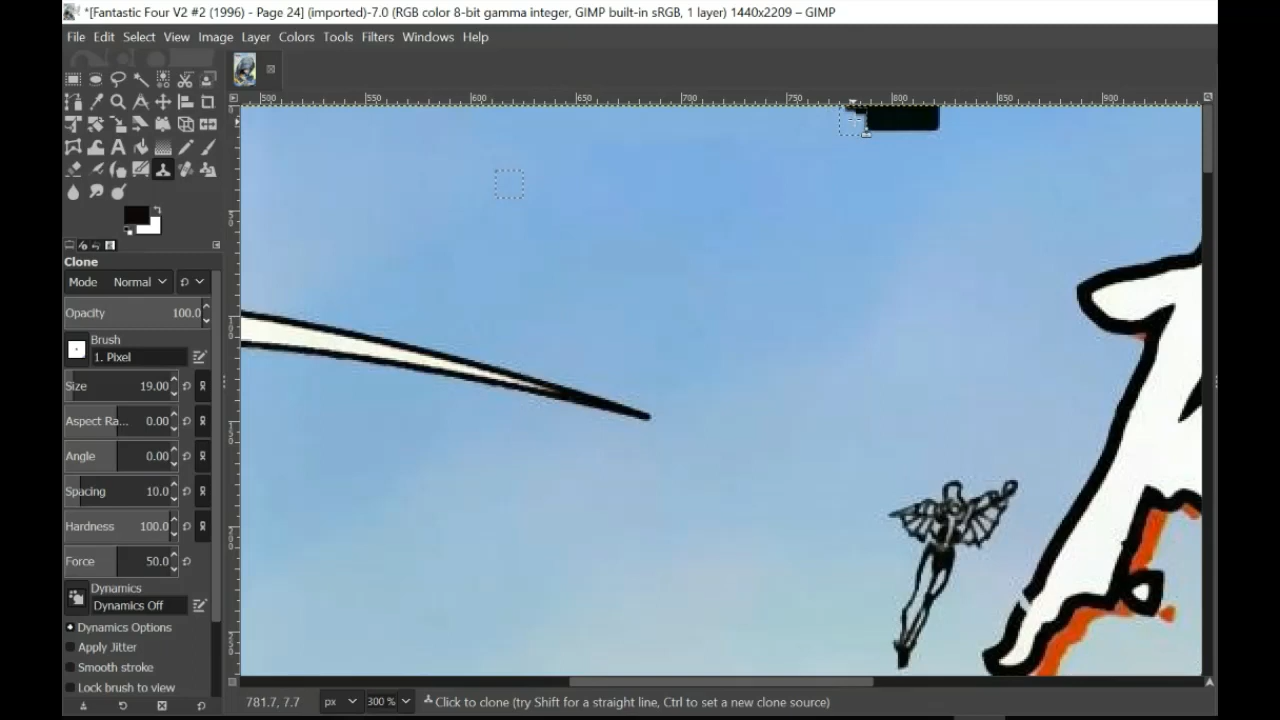 *[Fantastic Four V2 #2 (1996) - Page 24] (imported)-7.0 (RGB color 8-bit gamma integer, GIMP built-in sRGB, 1 layer) 1440x2209 – GIMP
File Edit Select View Image Layer Colors Tools Filters Windows Help
500 550 600 650 700 750 800 850 900
50
100
150
200
250
Clone
Mode Normal
Opacity 100.0
Brush
1. Pixel
Size 19.00
Aspect Ra... 0.00
Angle 0.00
Spacing 10.0
Hardness 100.0
Force 50.0
Dynamics
Dynamics Off
Dynamics Options
Apply Jitter
Smooth stroke
Lock brush to view
781.7, 7.7 px 300 % Click to clone (try Shift for a straight line, Ctrl to set a new clone source)